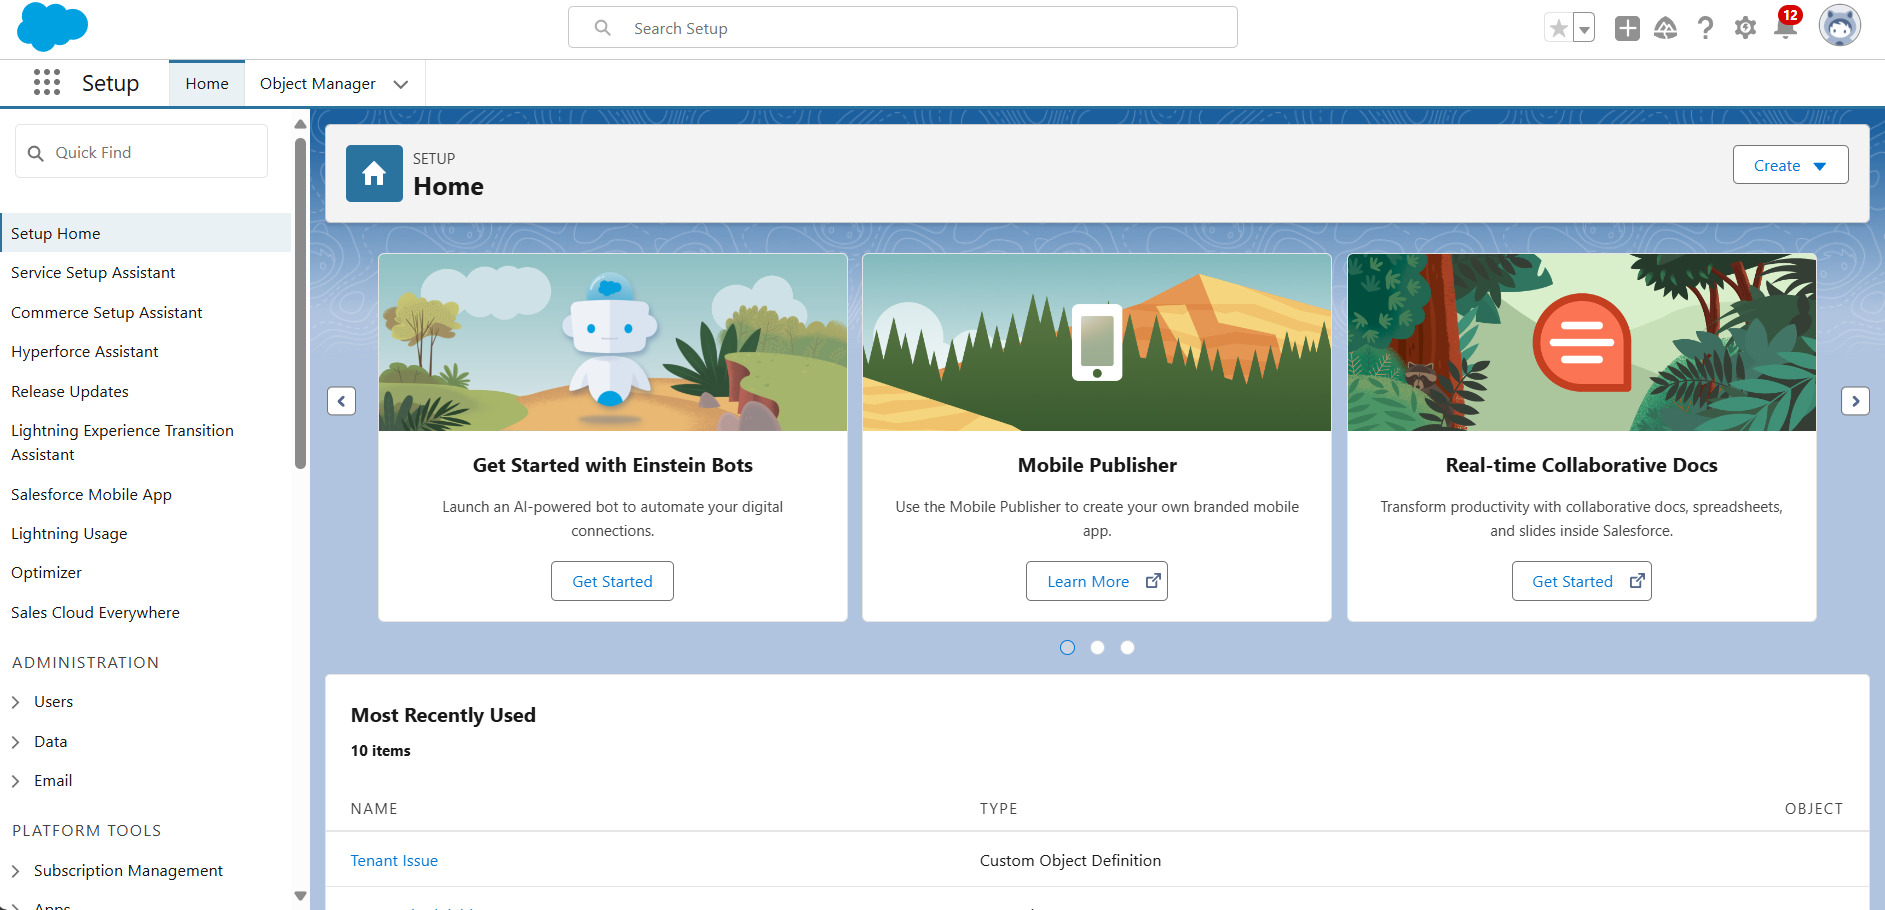 Search Setup
12
Setup
Home
Object Manager
Quick Find
Setup Home
Service Setup Assistant
Commerce Setup Assistant
Hyperforce Assistant
Release Updates
Lightning Experience Transition
Assistant
Salesforce Mobile App
Lightning Usage
Optimizer
Sales Cloud Everywhere
ADMINISTRATION
Users
Data
Email
PLATFORM TOOLS
Subscription Management
Apps
SETUP
Home
Create
Get Started with Einstein Bots
Launch an AI-powered bot to automate your digital
connections.
Get Started
Mobile Publisher
Use the Mobile Publisher to create your own branded mobile
app.
Learn More
Real-time Collaborative Docs
Transform productivity with collaborative docs, spreadsheets,
and slides inside Salesforce.
Get Started
Most Recently Used
10 items
NAME TYPE OBJECT
Tenant Issue Custom Object Definition